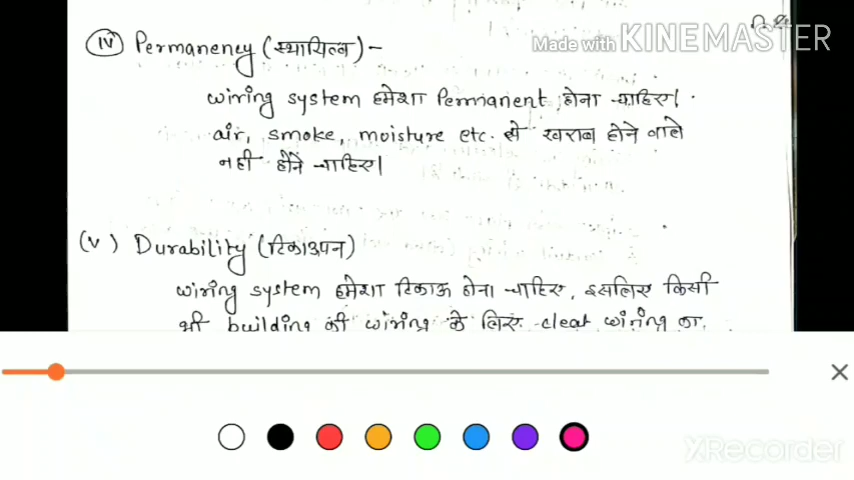 Made with KINEMASTER
(iv) Permanency (स्थायित्व) -
wiring system हमेशा Permanent होना चाहिए।
air, smoke, moisture etc. से खराब होने वाले
नही होने चाहिए।
(v) Durability (टिकाऊपन)
wiring system हमेशा टिकाऊ होना चाहिए, इसलिए किसी
भी building की wiring के लिए cleat wiring का
XRecorder